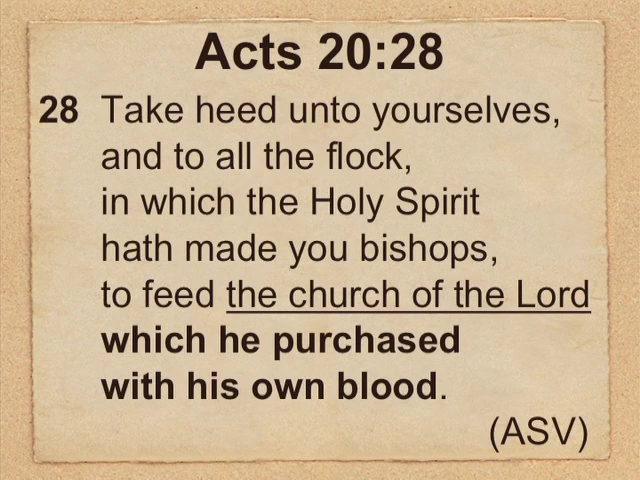 Acts 20:28
28 Take heed unto yourselves,
and to all the flock,
in which the Holy Spirit
hath made you bishops,
to feed the church of the Lord
which he purchased
with his own blood.
(ASV)